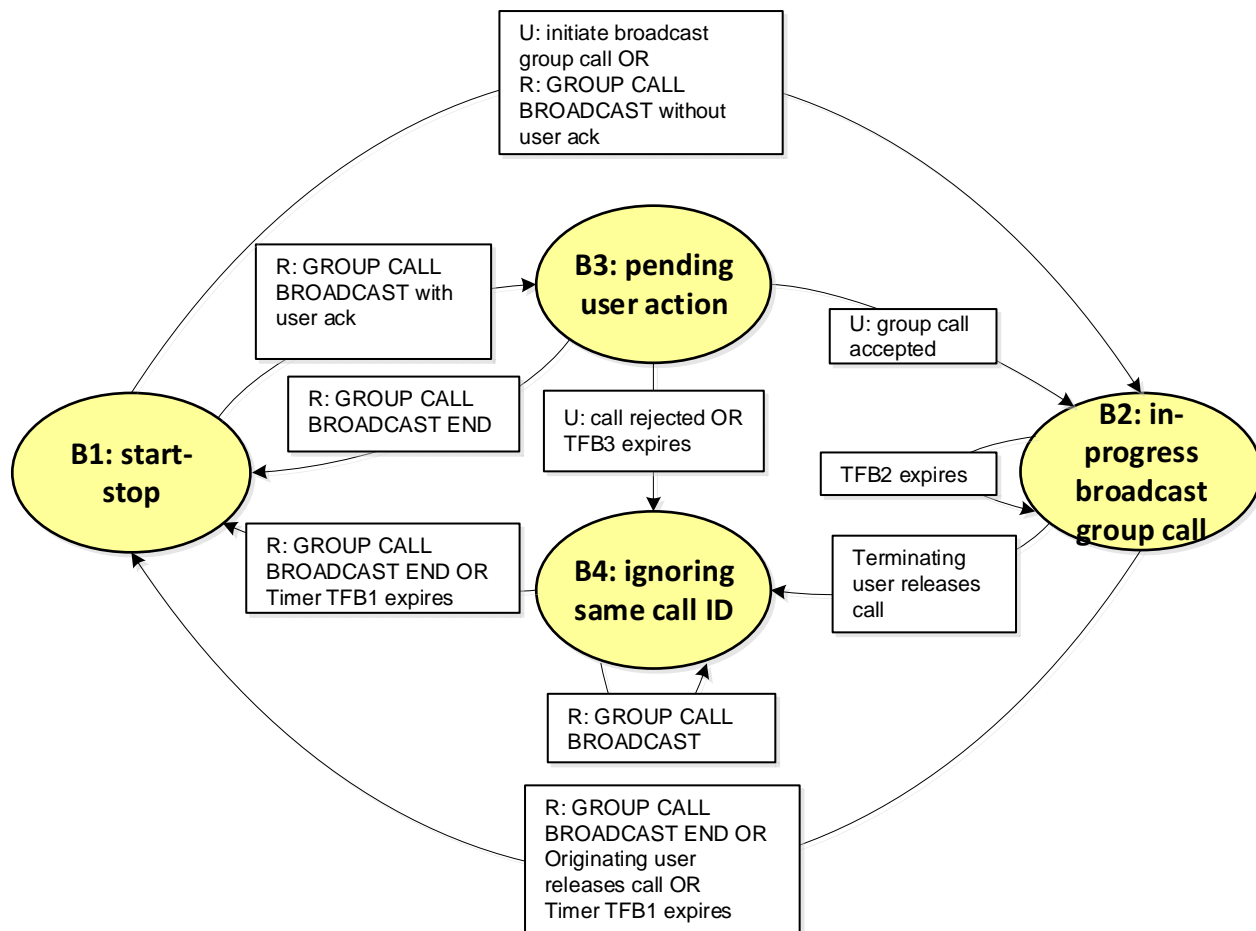 U: initiate broadcast
group call OR
R: GROUP CALL
BROADCAST without
user ack
R: GROUP CALL
BROADCAST with
user ack
B3: pending
user action
U: group call
accepted
R: GROUP CALL
BROADCAST END
U: call rejected OR
TFB3 expires
B1: start-
stop
B2: in-
progress
broadcast
group call
TFB2 expires
R: GROUP CALL
BROADCAST END OR
Timer TFB1 expires
B4: ignoring
same call ID
Terminating
user releases
call
R: GROUP CALL
BROADCAST
R: GROUP CALL
BROADCAST END OR
Originating user
releases call OR
Timer TFB1 expires